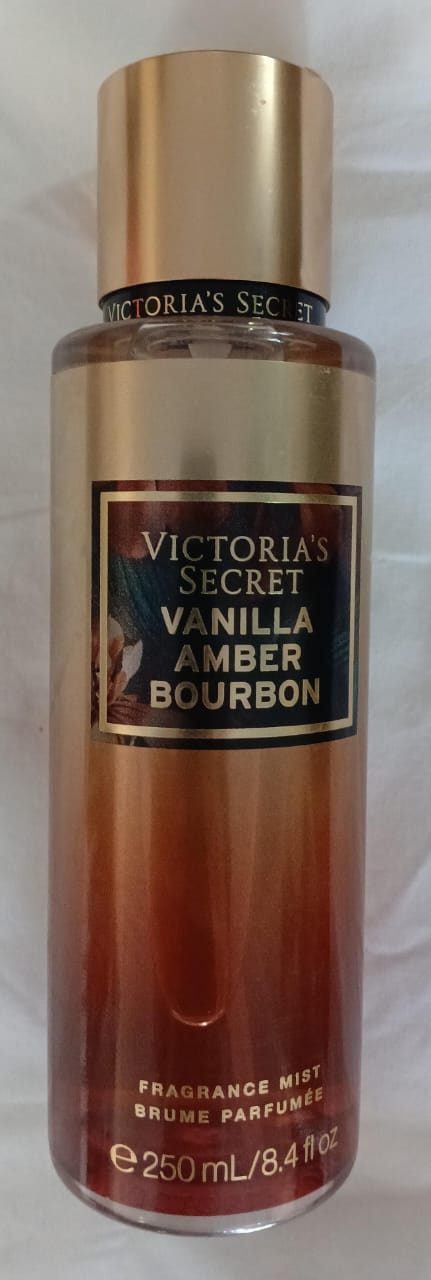 VICTORIA'S SECRET
VICTORIA'S
SECRET
VANILLA
AMBER
BOURBON
FRAGRANCE MIST
BRUME PARFUMÉE
℮ 250 mL/8.4 fl oz